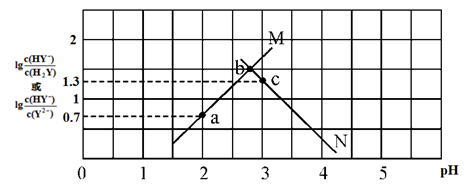 2
lg c(HY⁻)/c(H₂Y)
或
lg c(HY⁻)/c(Y²⁻)
1.3
1
0.7
M
b
c
a
N
0 1 2 3 4 5 pH